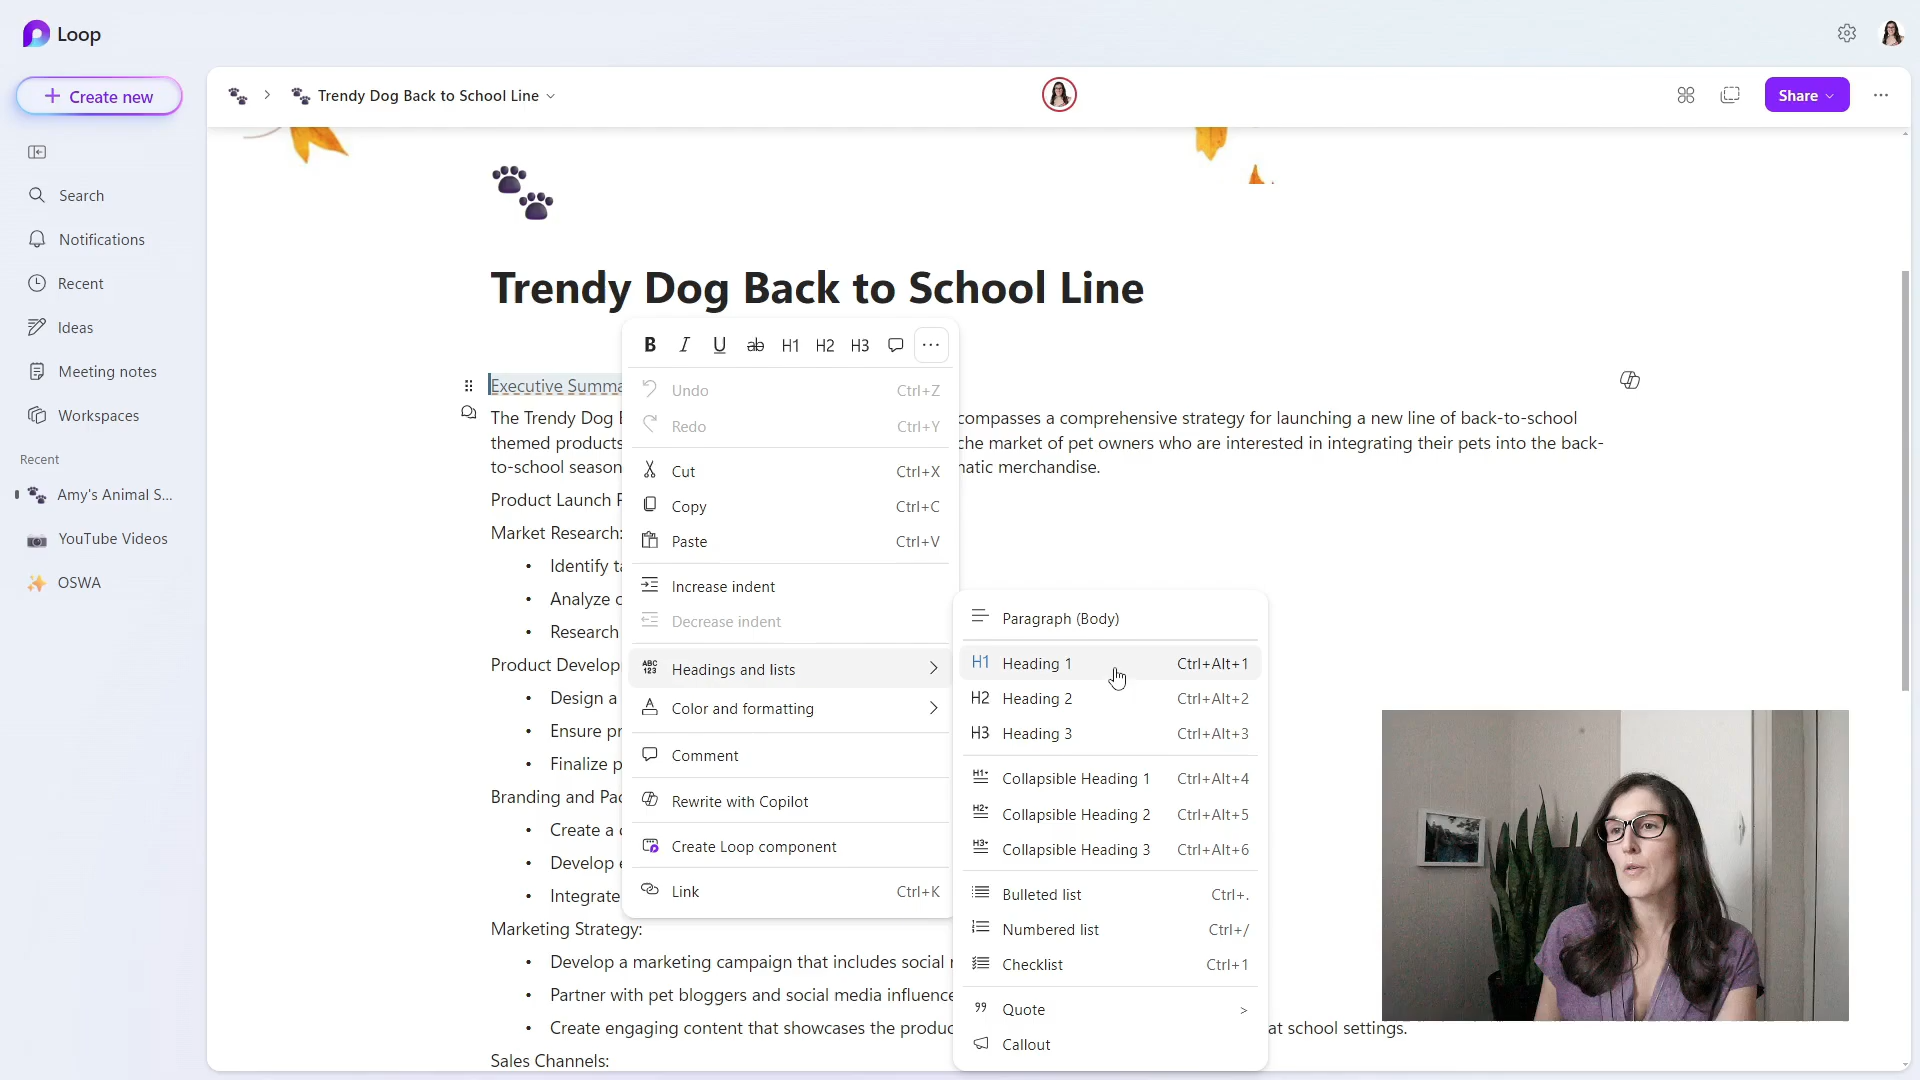 Loop
Create new
Search
Notifications
Recent
Ideas
Meeting notes
Workspaces
Recent
Amy's Animal S...
YouTube Videos
OSWA
Trendy Dog Back to School Line
Share
Trendy Dog Back to School Line
B I U ab H1 H2 H3 ...
Executive Summa
The Trendy Dog compasses a comprehensive strategy for launching a new line of back-to-school
themed products the market of pet owners who are interested in integrating their pets into the back-
to-school season matic merchandise.
Product Launch
Market Research:
• Identify
• Analyze
• Research
Product Develop
• Design a
• Ensure
• Finalize
Branding and
• Create a
• Develop
• Integrate
Marketing Strategy:
• Develop a marketing campaign that includes social
• Partner with pet bloggers and social media influence
• Create engaging content that showcases the produc at school settings.
Sales Channels:
Undo Ctrl+Z
Redo Ctrl+Y
Cut Ctrl+X
Copy Ctrl+C
Paste Ctrl+V
Increase indent
Decrease indent
ABC
123
Headings and lists
Color and formatting
Comment
Rewrite with Copilot
Create Loop component
Link Ctrl+K
Paragraph (Body)
H1 Heading 1 Ctrl+Alt+1
H2 Heading 2 Ctrl+Alt+2
H3 Heading 3 Ctrl+Alt+3
H1 Collapsible Heading 1 Ctrl+Alt+4
H2 Collapsible Heading 2 Ctrl+Alt+5
H3 Collapsible Heading 3 Ctrl+Alt+6
Bulleted list Ctrl+.
Numbered list Ctrl+/
Checklist Ctrl+1
Quote >
Callout